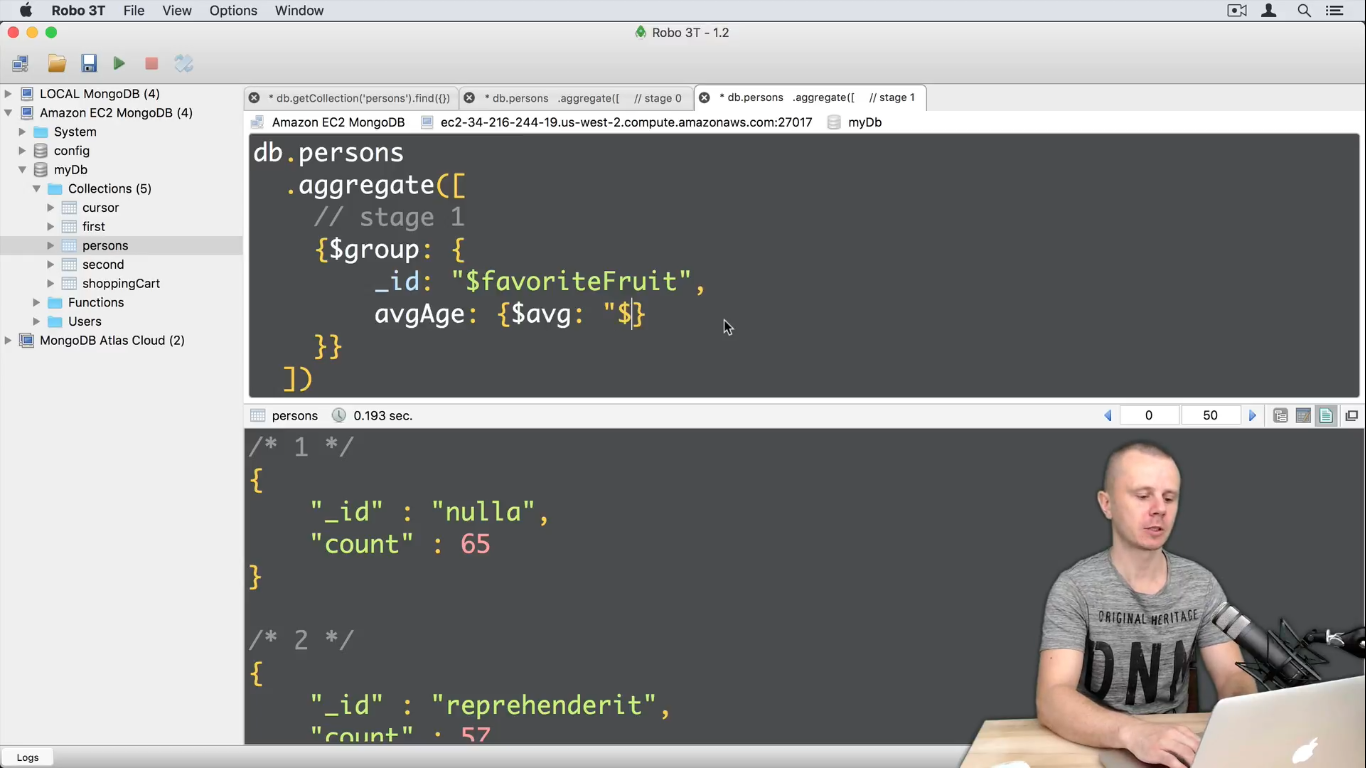 Robo 3T File View Options Window
Robo 3T - 1.2
LOCAL MongoDB (4)
Amazon EC2 MongoDB (4)
System
config
myDb
Collections (5)
cursor
first
persons
second
shoppingCart
Functions
Users
MongoDB Atlas Cloud (2)
* db.getCollection('persons').find({})
* db.persons .aggregate([ // stage 0
* db.persons .aggregate([ // stage 1
Amazon EC2 MongoDB ec2-34-216-244-19.us-west-2.compute.amazonaws.com:27017 myDb
db.persons
.aggregate([
// stage 1
{$group: {
_id: "$favoriteFruit",
avgAge: {$avg: "$}
}}
])
persons 0.193 sec. 0 50
/* 1 */
{
"_id" : "nulla",
"count" : 65
}
/* 2 */
{
"_id" : "reprehenderit",
"count" : 57
ORIGINAL HERITAGE
DNM
Logs